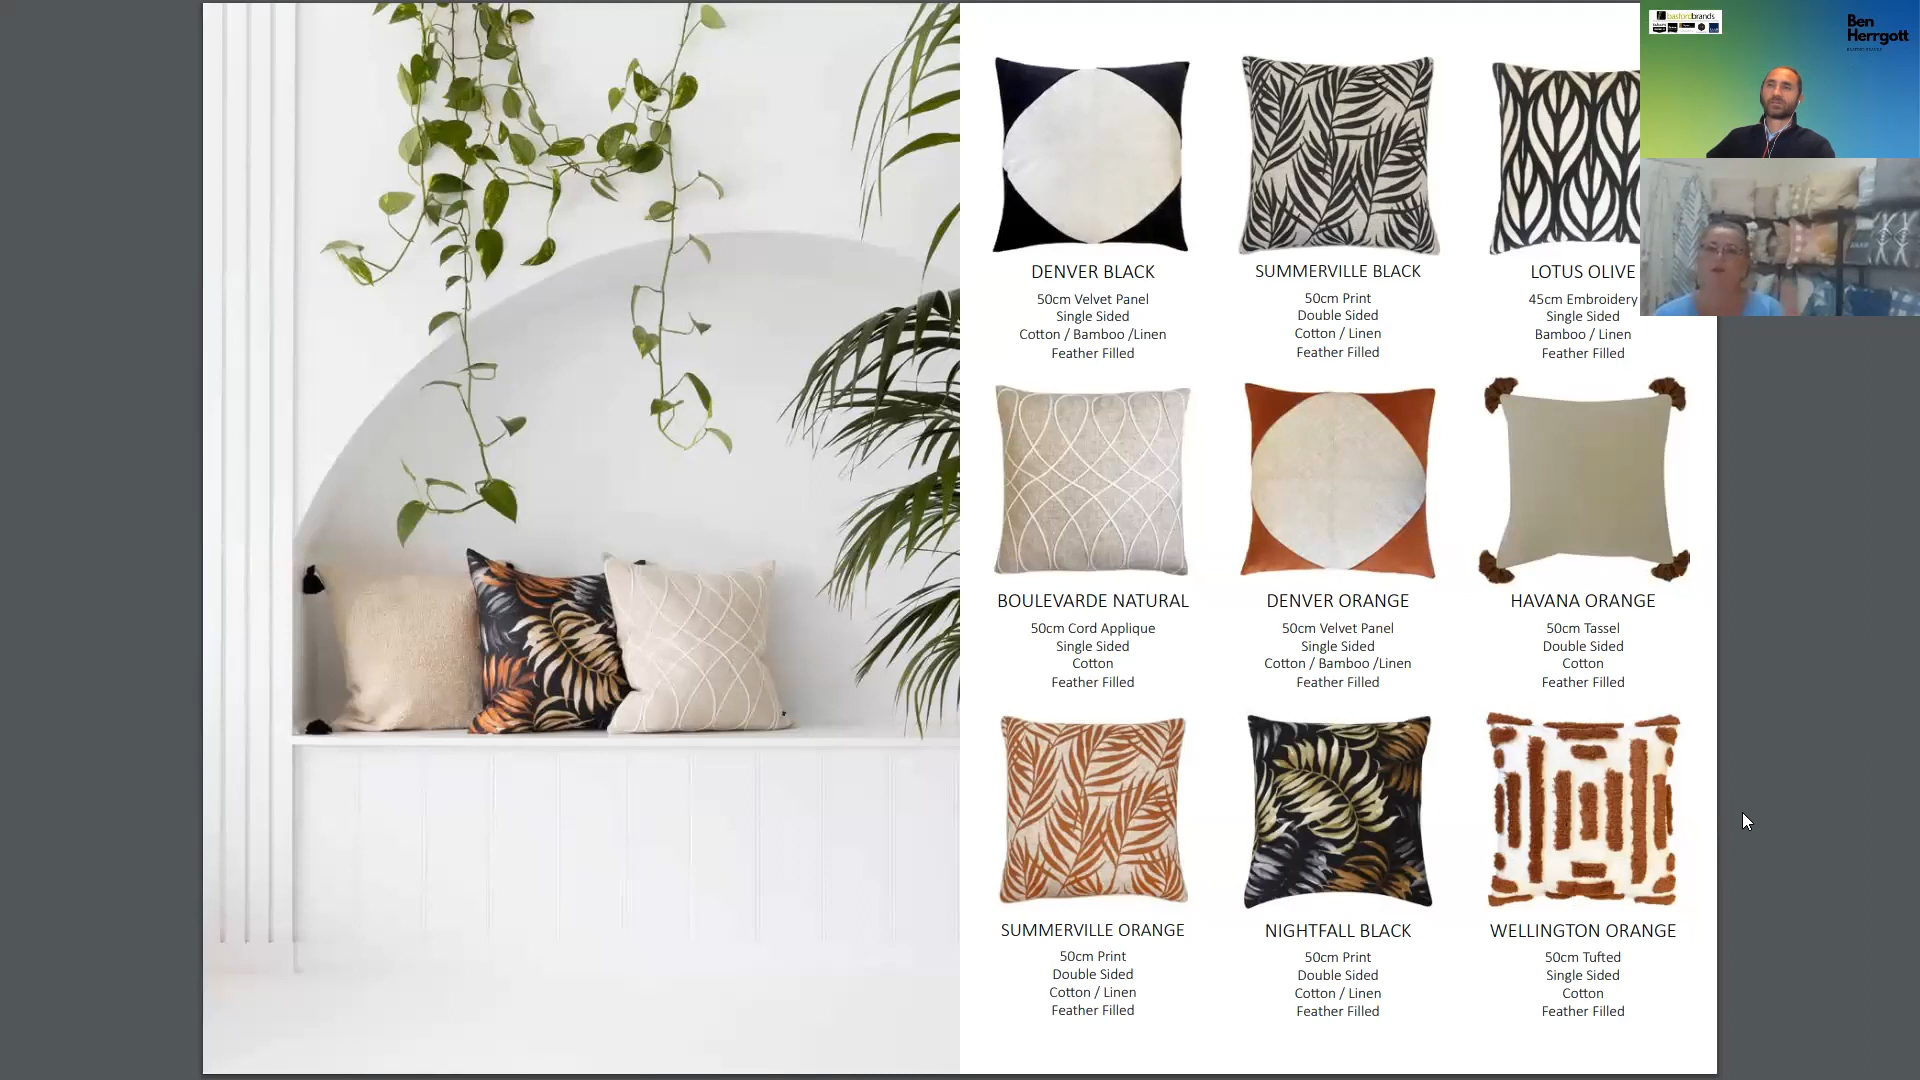 basfordbrands
Ben
Herrgott
DENVER BLACK
50cm Velvet Panel
Single Sided
Cotton / Bamboo /Linen
Feather Filled
SUMMERVILLE BLACK
50cm Print
Double Sided
Cotton / Linen
Feather Filled
LOTUS OLIVE
45cm Embroidery
Single Sided
Bamboo / Linen
Feather Filled
BOULEVARDE NATURAL
50cm Cord Applique
Single Sided
Cotton
Feather Filled
DENVER ORANGE
50cm Velvet Panel
Single Sided
Cotton / Bamboo /Linen
Feather Filled
HAVANA ORANGE
50cm Tassel
Double Sided
Cotton
Feather Filled
SUMMERVILLE ORANGE
50cm Print
Double Sided
Cotton / Linen
Feather Filled
NIGHTFALL BLACK
50cm Print
Double Sided
Cotton / Linen
Feather Filled
WELLINGTON ORANGE
50cm Tufted
Single Sided
Cotton
Feather Filled